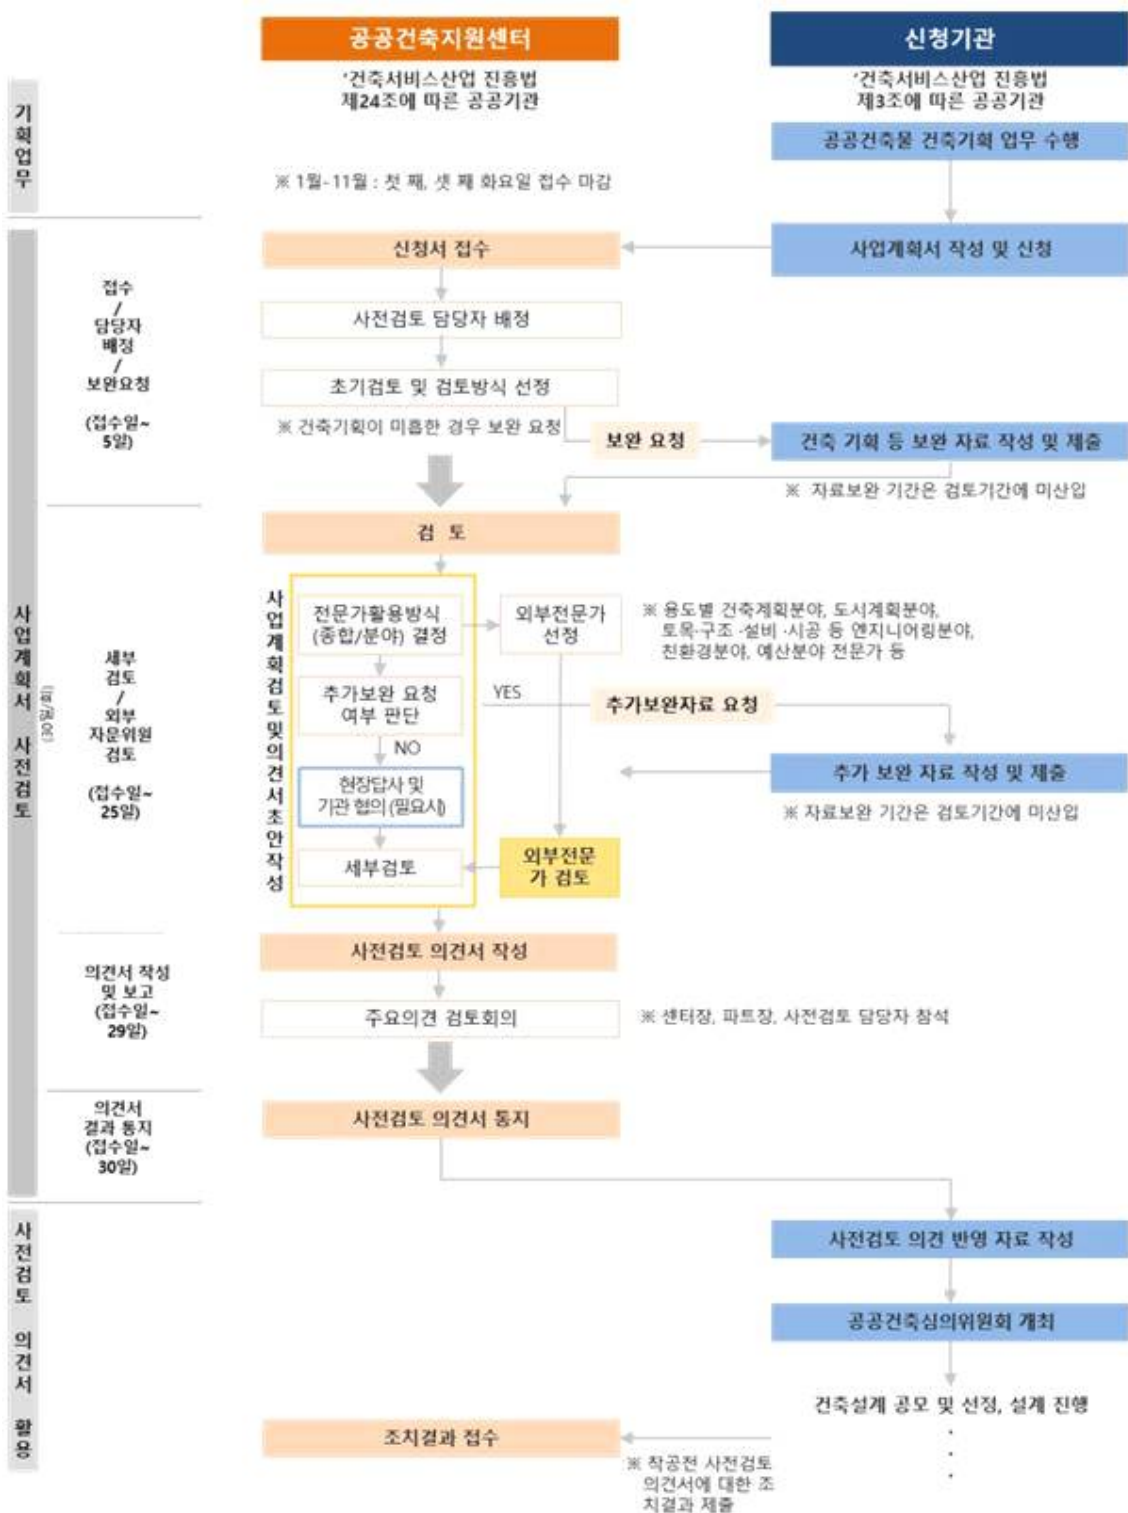 공공건축지원센터
신청기관
'건축서비스산업 진흥법
제24조에 따른 공공기관
'건축서비스산업 진흥법
제3조에 따른 공공기관
기획업무
공공건축물 건축기획 업무 수행
※ 1월-11월 : 첫 째, 셋 째 화요일 접수 마감
사업계획서 사전검토
접수
/
담당자
배정
/
보완요청
(접수일~
5일)
신청서 접수
사업계획서 작성 및 신청
사전검토 담당자 배정
초기검토 및 검토방식 선정
※ 건축기획이 미흡한 경우 보완 요청
보완 요청
건축 기획 등 보완 자료 작성 및 제출
※ 자료보완 기간은 검토기간에 미산입
검 토
세부
검토
/
외부
자문위원
검토
(접수일~
25일)
사업계획검토및의견서초안작성
전문가활용방식
(종합/분야) 결정
외부전문가
선정
※ 용도별 건축계획분야, 도시계획분야,
토목·구조 ·설비 ·시공 등 엔지니어링분야,
친환경분야, 예산분야 전문가 등
추가보완 요청
여부 판단
YES
추가보완자료 요청
NO
현장답사 및
기관 협의 (필요시)
추가 보완 자료 작성 및 제출
※ 자료보완 기간은 검토기간에 미산입
세부검토
외부전문
가 검토
의견서 작성
및 보고
(접수일~
29일)
사전검토 의견서 작성
주요의견 검토회의
※ 센터장, 파트장, 사전검토 담당자 참석
의견서
결과 통지
(접수일~
30일)
사전검토 의견서 통지
사전검토 의견서 활용
사전검토 의견 반영 자료 작성
공공건축심의위원회 개최
건축설계 공모 및 선정, 설계 진행
조치결과 접수
※ 착공전 사전검토
의견서에 대한 조
치결과 제출